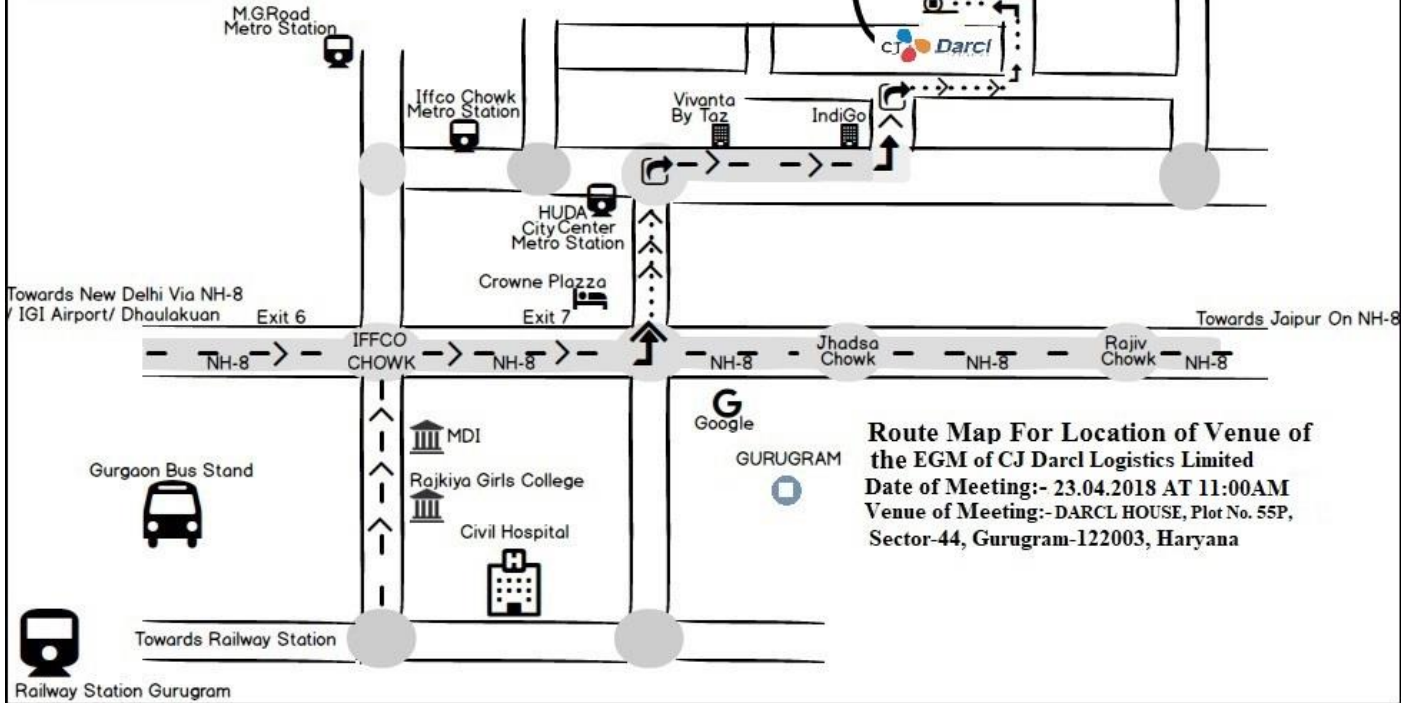 M.G.Road
Metro Station
CJ Darcl
Iffco Chowk
Metro Station
Vivanta
By Taz
IndiGo
HUDA
City Center
Metro Station
Crowne Plazza
Towards New Delhi Via NH-8
/ IGI Airport/ Dhaulakuan
Exit 6
Exit 7
Towards Jaipur On NH-8
NH-8
IFFCO
CHOWK
NH-8
NH-8
Jhadsa
Chowk
NH-8
Rajiv
Chowk
NH-8
G
Google
MDI
GURUGRAM
Gurgaon Bus Stand
Rajkiya Girls College
Civil Hospital
H
Route Map For Location of Venue of
the EGM of CJ Darcl Logistics Limited
Date of Meeting:- 23.04.2018 AT 11:00AM
Venue of Meeting:-DARCL HOUSE, Plot No. 55P,
Sector-44, Gurugram-122003, Haryana
Towards Railway Station
Railway Station Gurugram